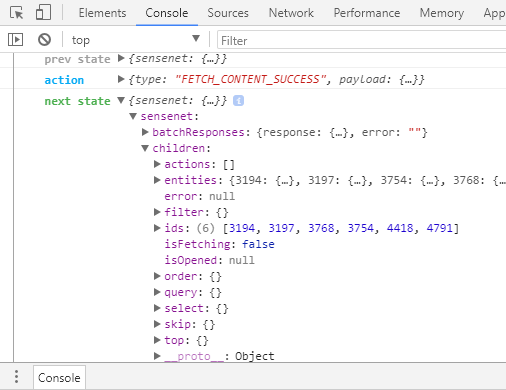 Elements Console Sources Network Performance Memory Ap
top Filter
prev state {sensenet: {…}}
action {type: "FETCH_CONTENT_SUCCESS", payload: {…}}
next state {sensenet: {…}} i
sensenet:
batchResponses: {response: {…}, error: ""}
children:
actions: []
entities: {3194: {…}, 3197: {…}, 3754: {…}, 3768: {…
error: null
filter: {}
ids: (6) [3194, 3197, 3768, 3754, 4418, 4791]
isFetching: false
isOpened: null
order: {}
query: {}
select: {}
skip: {}
top: {}
__proto__: Object
Console